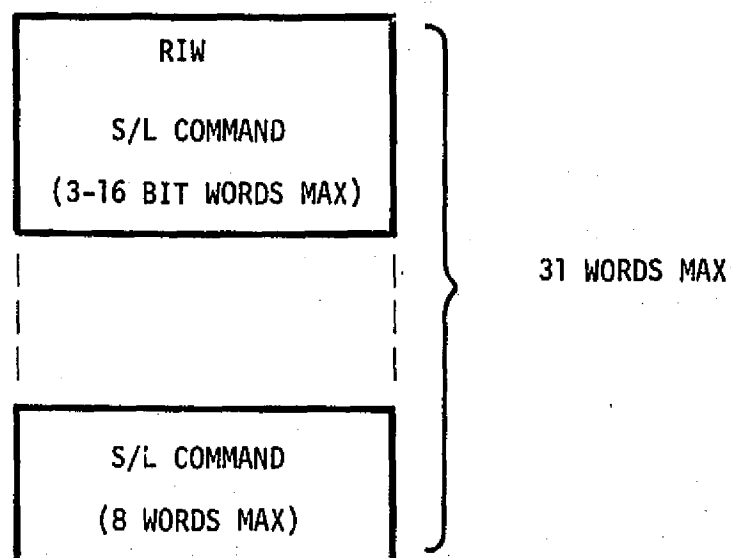 RIW
S/L COMMAND
(3-16 BIT WORDS MAX)
31 WORDS MAX
S/L COMMAND
(8 WORDS MAX)